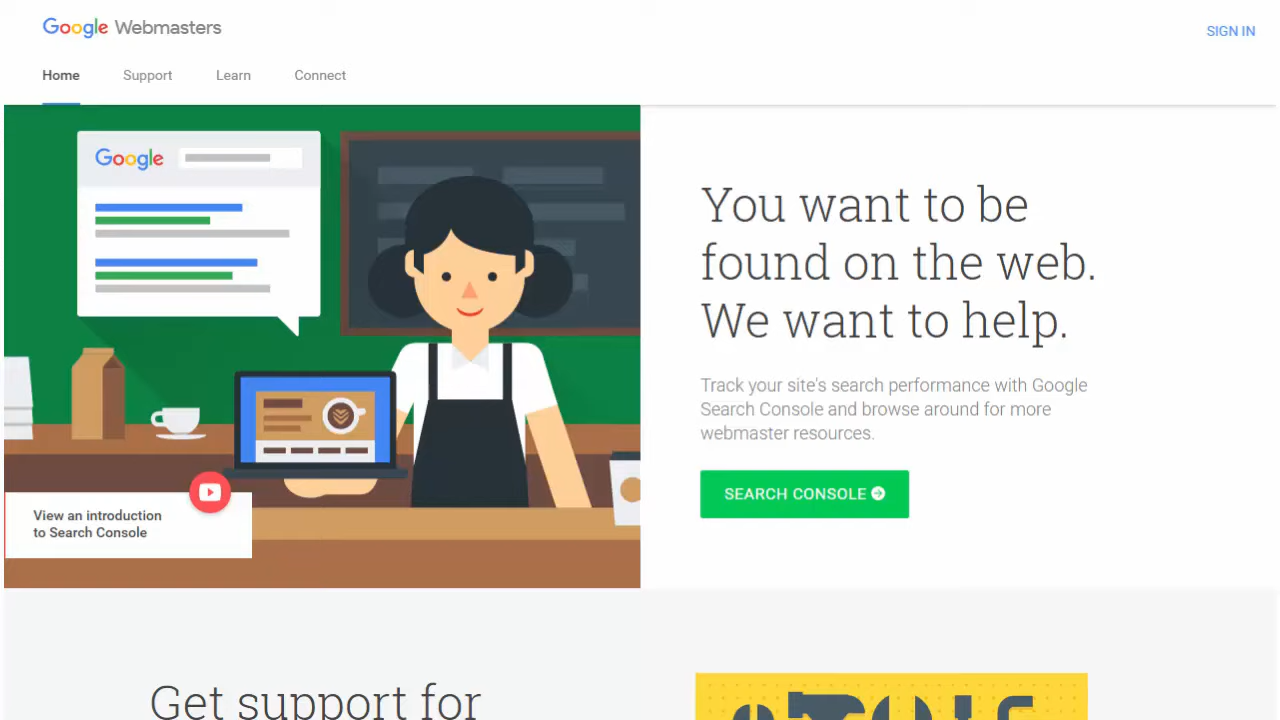 Google Webmasters
SIGN IN
Home
Support
Learn
Connect
Google
You want to be
found on the web.
We want to help.
Track your site's search performance with Google
Search Console and browse around for more
webmaster resources.
SEARCH CONSOLE
View an introduction
to Search Console
Get support for